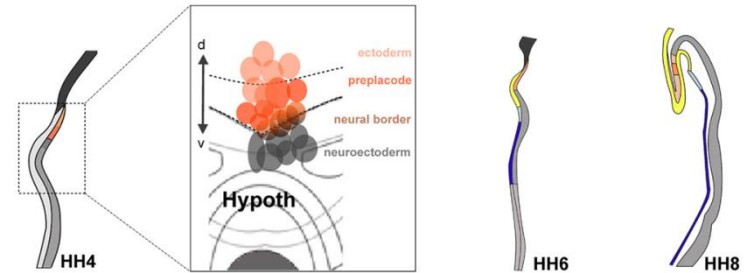 d
ectoderm
preplacode
neural border
v
neuroectoderm
Hypoth
HH4
HH6
HH8